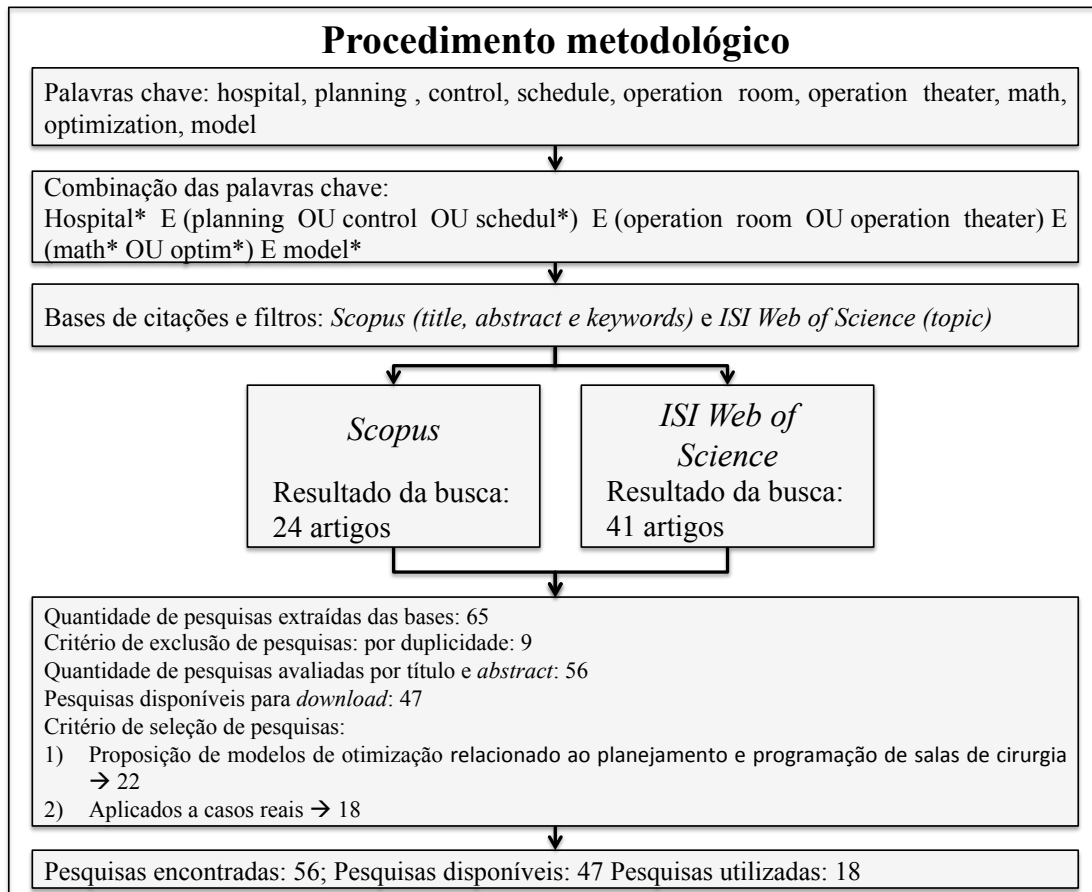 Procedimento metodológico
Palavras chave: hospital, planning , control, schedule, operation room, operation theater, math,
optimization, model
Combinação das palavras chave:
Hospital* E (planning OU control OU schedul*) E (operation room OU operation theater) E
(math* OU optim*) E model*
Bases de citações e filtros: Scopus (title, abstract e keywords) e ISI Web of Science (topic)
Scopus
Resultado da busca:
24 artigos
ISI Web of
Science
Resultado da busca:
41 artigos
Quantidade de pesquisas extraídas das bases: 65
Critério de exclusão de pesquisas: por duplicidade: 9
Quantidade de pesquisas avaliadas por título e abstract: 56
Pesquisas disponíveis para download: 47
Critério de seleção de pesquisas:
1) Proposição de modelos de otimização relacionado ao planejamento e programação de salas de cirurgia
→ 22
2) Aplicados a casos reais → 18
Pesquisas encontradas: 56; Pesquisas disponíveis: 47 Pesquisas utilizadas: 18